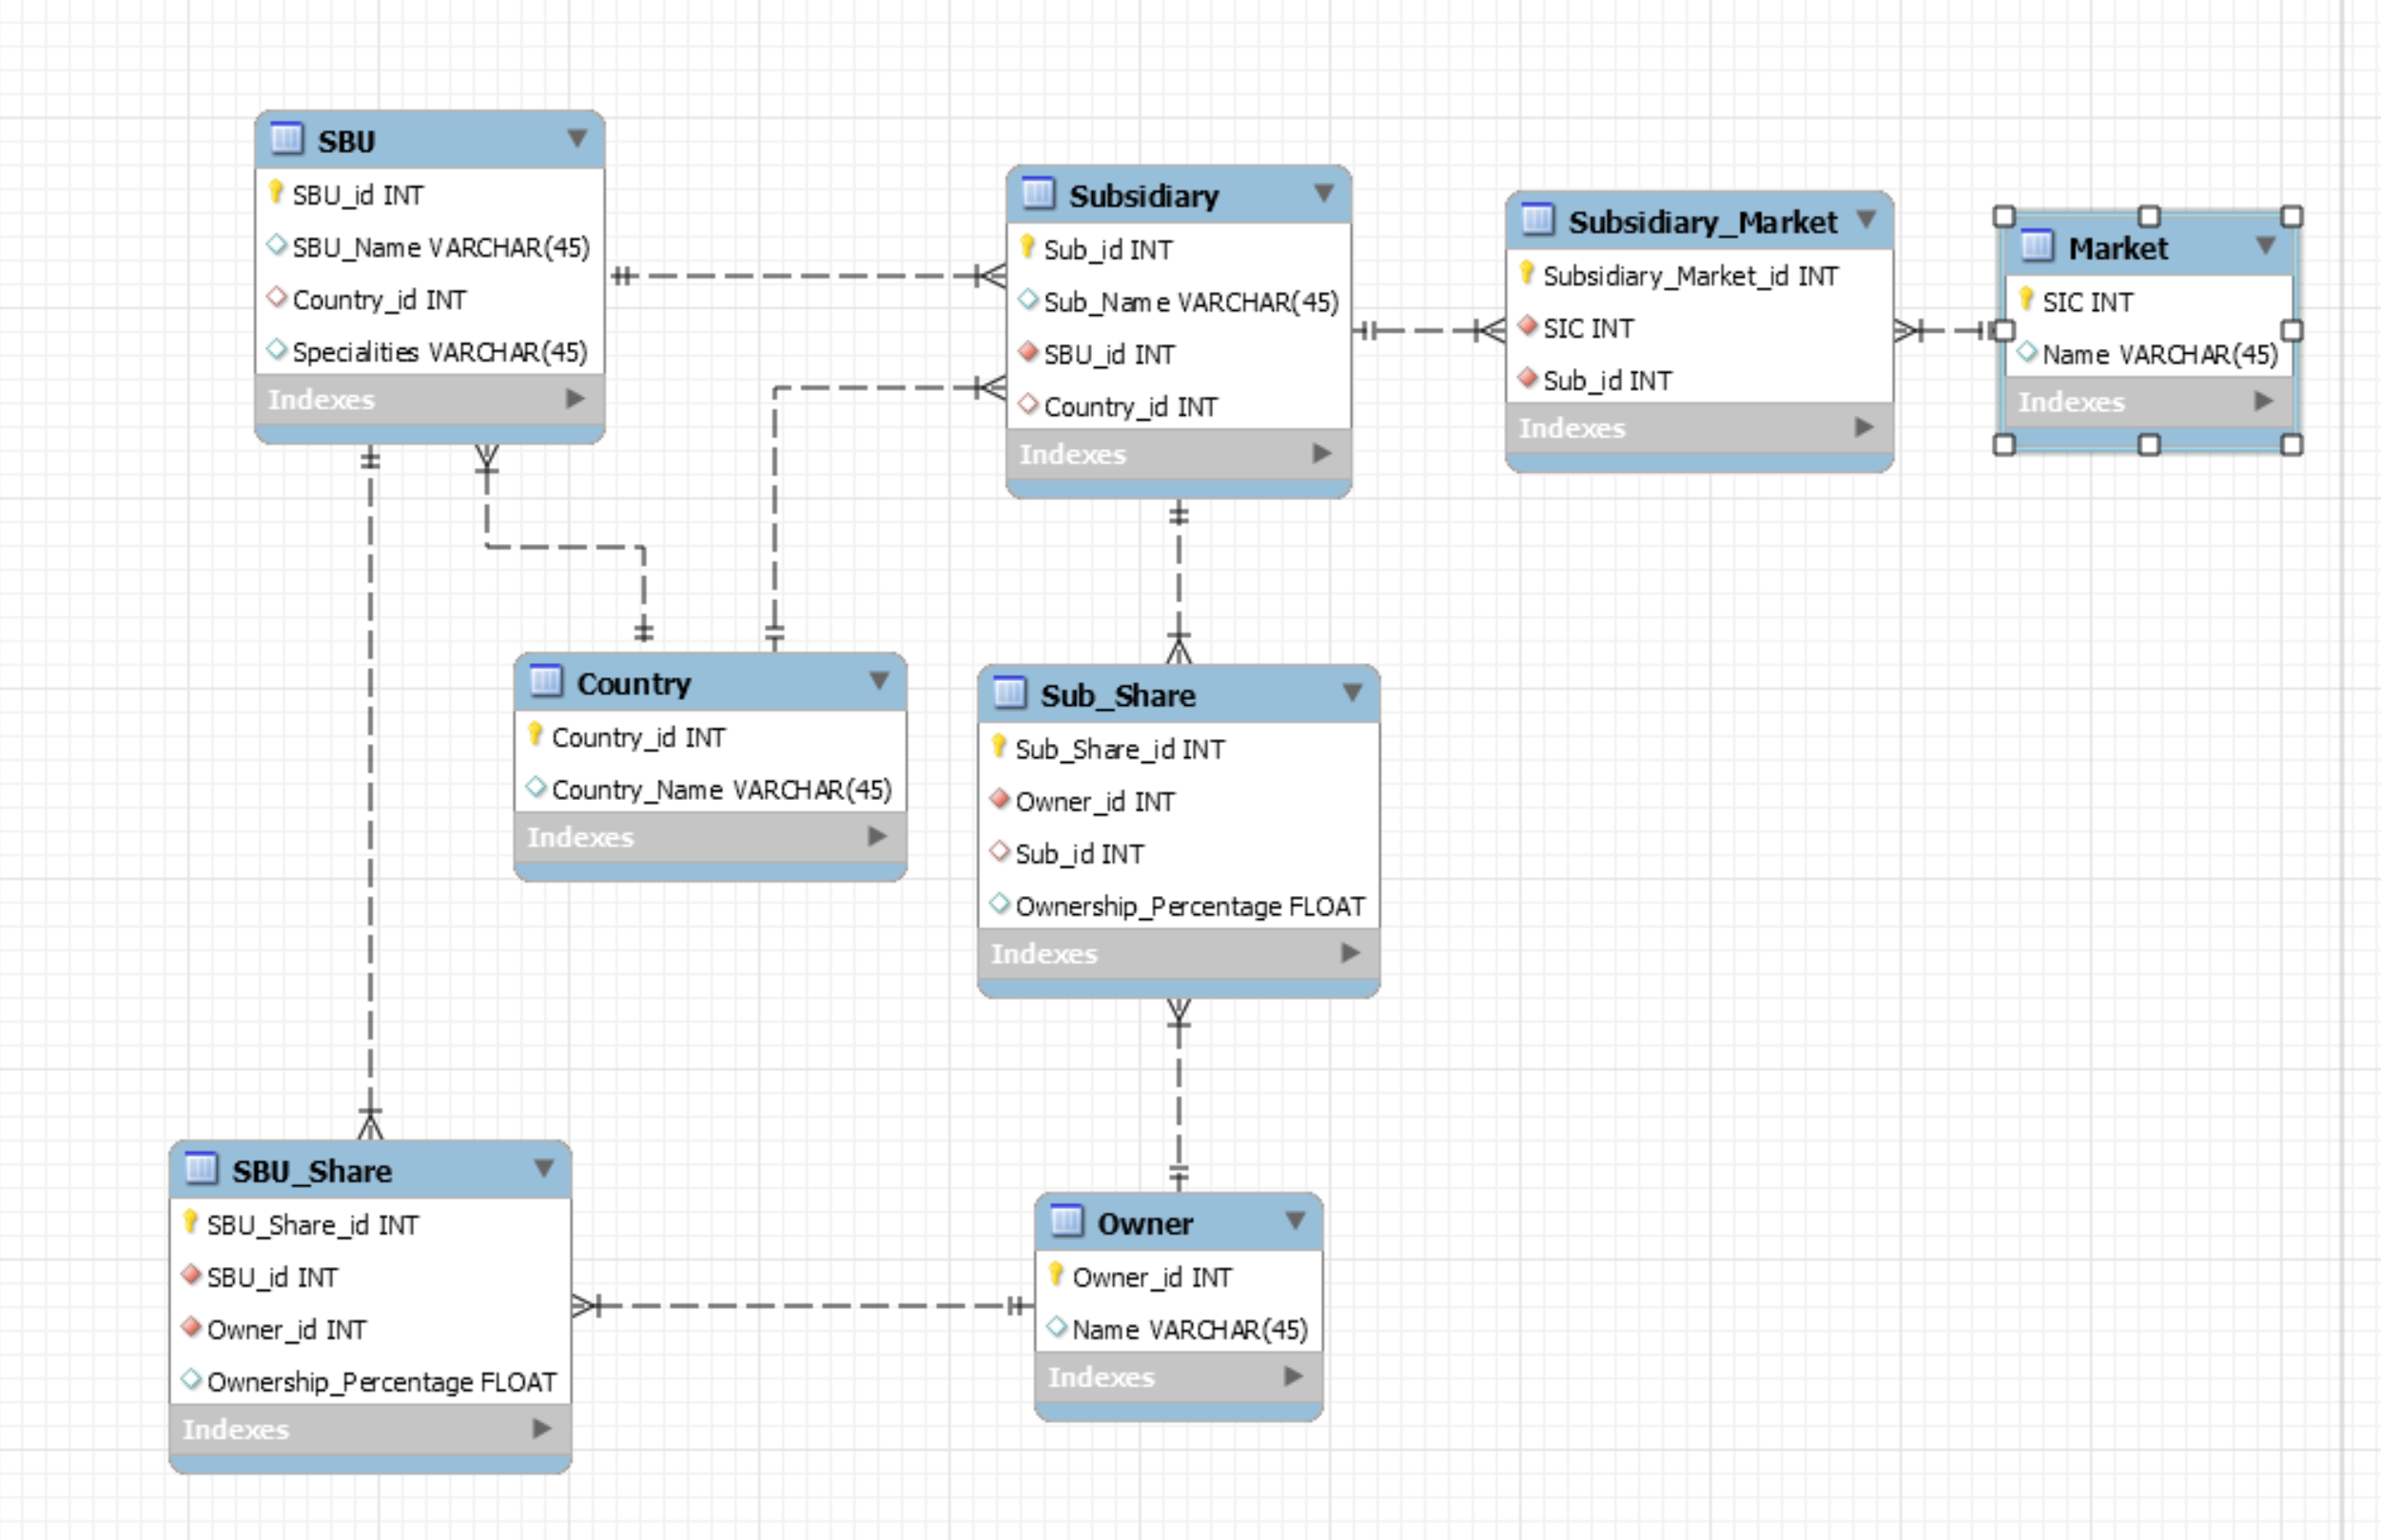 SBU
SBU_id INT
SBU_Name VARCHAR(45)
Country_id INT
Specialities VARCHAR(45)
Indexes
Subsidiary
Sub_id INT
Sub_Name VARCHAR(45)
SBU_id INT
Country_id INT
Indexes
Subsidiary_Market
Subsidiary_Market_id INT
SIC INT
Sub_id INT
Indexes
Market
SIC INT
Name VARCHAR(45)
Indexes
Country
Country_id INT
Country_Name VARCHAR(45)
Indexes
Sub_Share
Sub_Share_id INT
Owner_id INT
Sub_id INT
Ownership_Percentage FLOAT
Indexes
SBU_Share
SBU_Share_id INT
SBU_id INT
Owner_id INT
Ownership_Percentage FLOAT
Indexes
Owner
Owner_id INT
Name VARCHAR(45)
Indexes